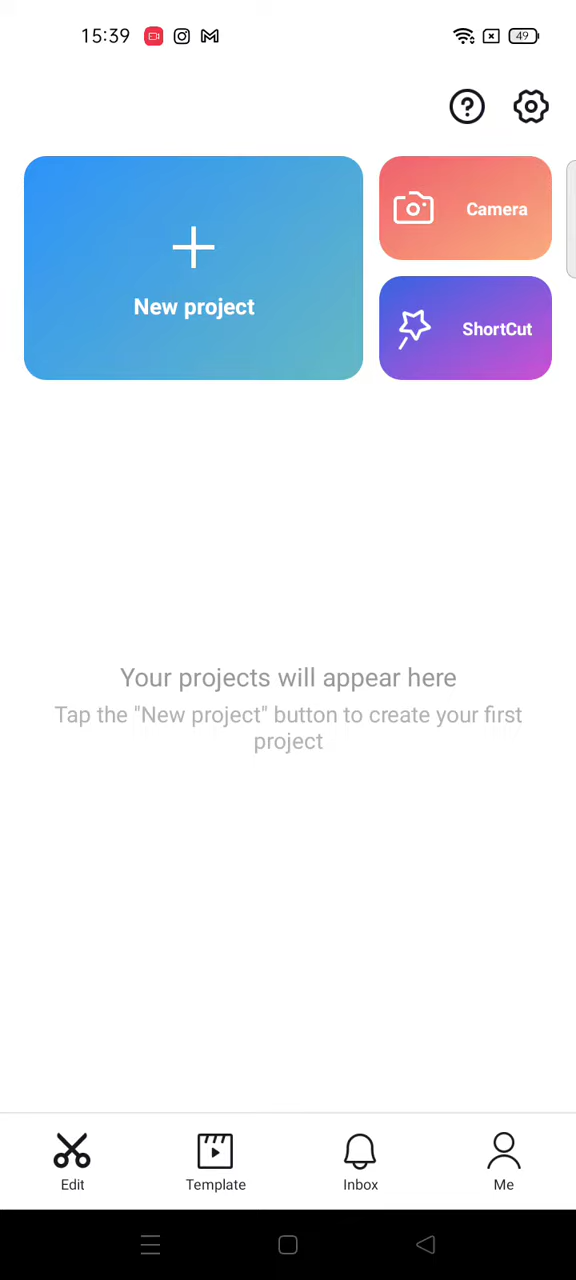 15:39
49
Camera
New project
ShortCut
Your projects will appear here
Tap the "New project" button to create your first
project
Edit
Template
Inbox
Me